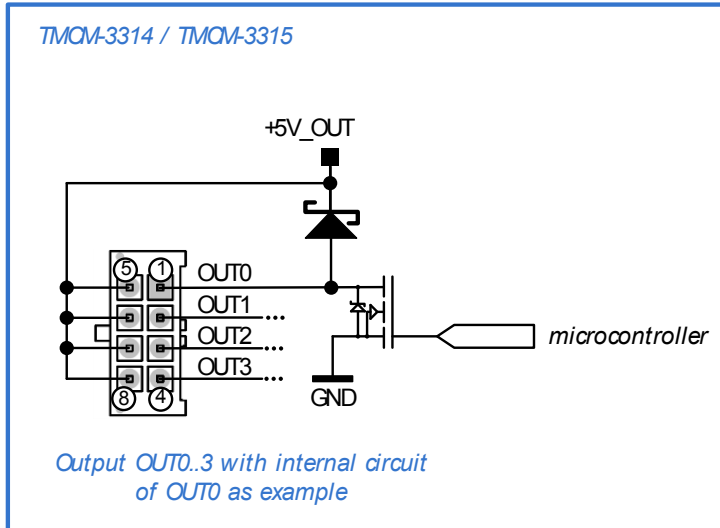 TMCM-3314 / TMCM-3315
+5V_OUT
5 1 OUT0
OUT1 ...
OUT2 ...
OUT3 ...
8 4
microcontroller
GND
Output OUT0..3 with internal circuit
of OUT0 as example